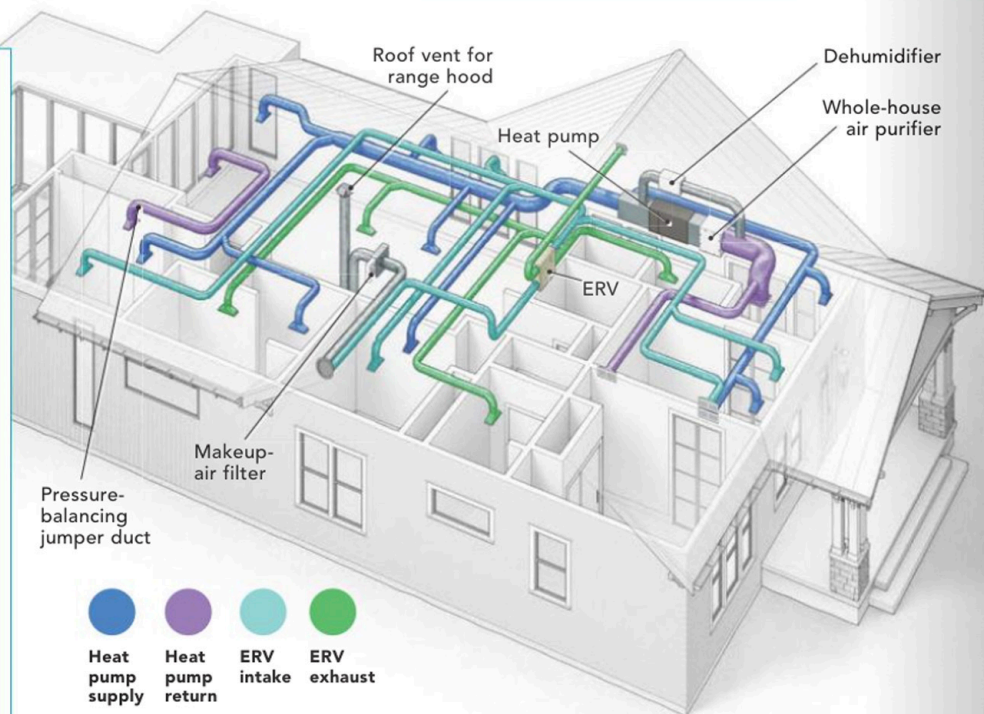 Roof vent for
range hood
Dehumidifier
Whole-house
air purifier
Heat pump
ERV
Makeup-
air filter
Pressure-
balancing
jumper duct
Heat
pump
supply
Heat
pump
return
ERV
intake
ERV
exhaust